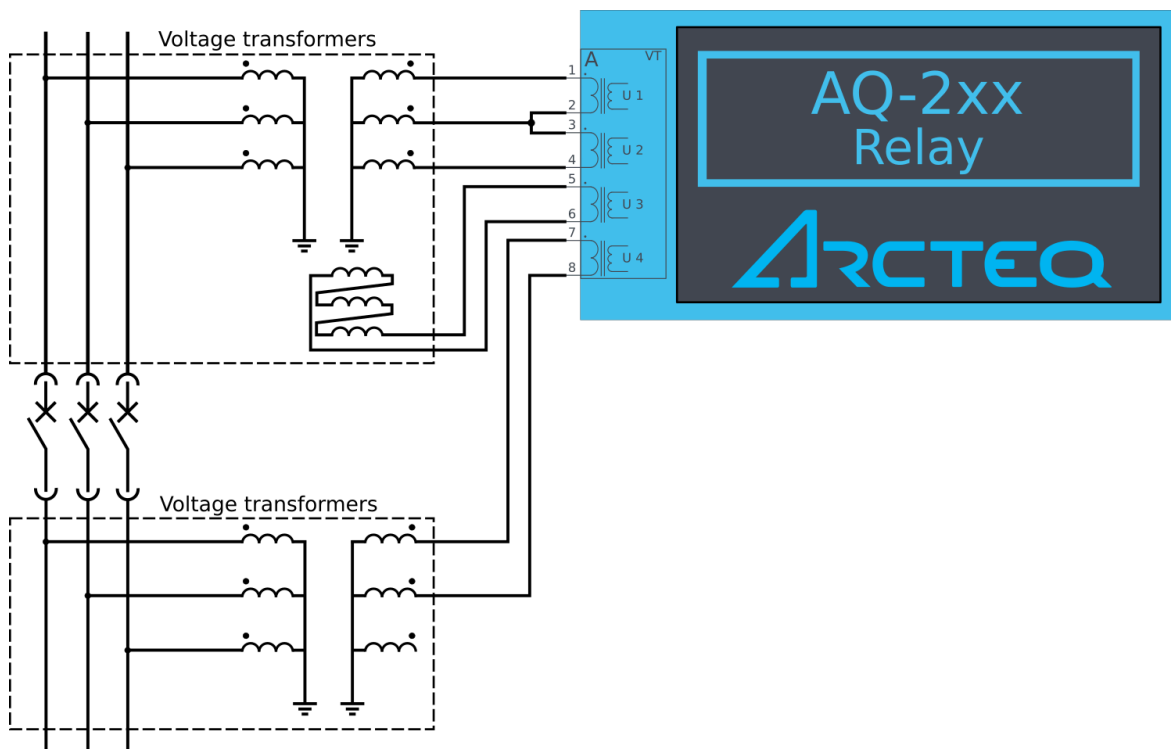 Voltage transformers
A
VT
1
U 1
2
3
U 2
4
5
U 3
6
7
U 4
8
AQ-2xx
Relay
ARCTEQ
Voltage transformers